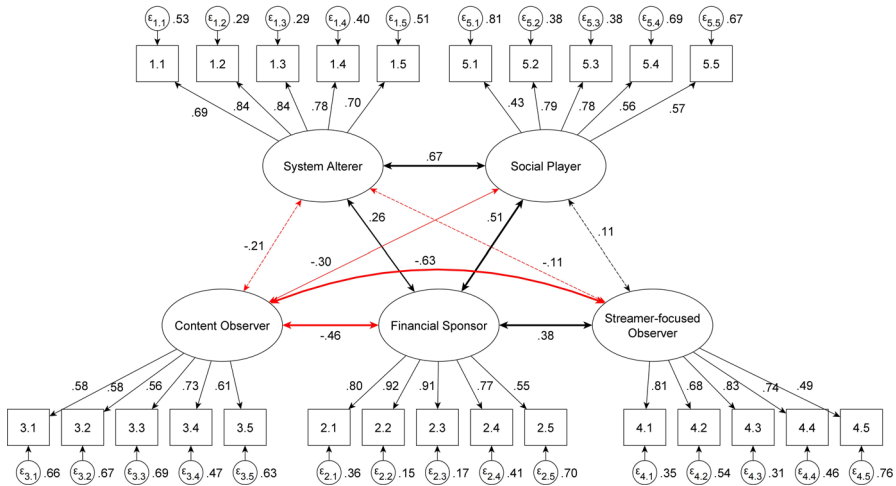 ε1.1 .53 ε1.2 .29 ε1.3 .29 ε1.4 .40 ε1.5 .51 ε5.1 .81 ε5.2 .38 ε5.3 .38 ε5.4 .69 ε5.5 .67
1.1 1.2 1.3 1.4 1.5 5.1 5.2 5.3 5.4 5.5
.69 .84 .84 .78 .70 .43 .79 .78 .56 .57
System Alterer .67 Social Player
.26 .51 .11
-.21 -.30 -.63 -.11
Content Observer -.46 Financial Sponsor .38 Streamer-focused
Observer
.58 .58 .56 .73 .61 .80 .92 .91 .77 .55 .81 .68 .83 .74 .49
3.1 3.2 3.3 3.4 3.5 2.1 2.2 2.3 2.4 2.5 4.1 4.2 4.3 4.4 4.5
ε3.1 .66 ε3.2 .67 ε3.3 .69 ε3.4 .47 ε3.5 .63 ε2.1 .36 ε2.2 .15 ε2.3 .17 ε2.4 .41 ε2.5 .70 ε4.1 .35 ε4.2 .54 ε4.3 .31 ε4.4 .46 ε4.5 .76